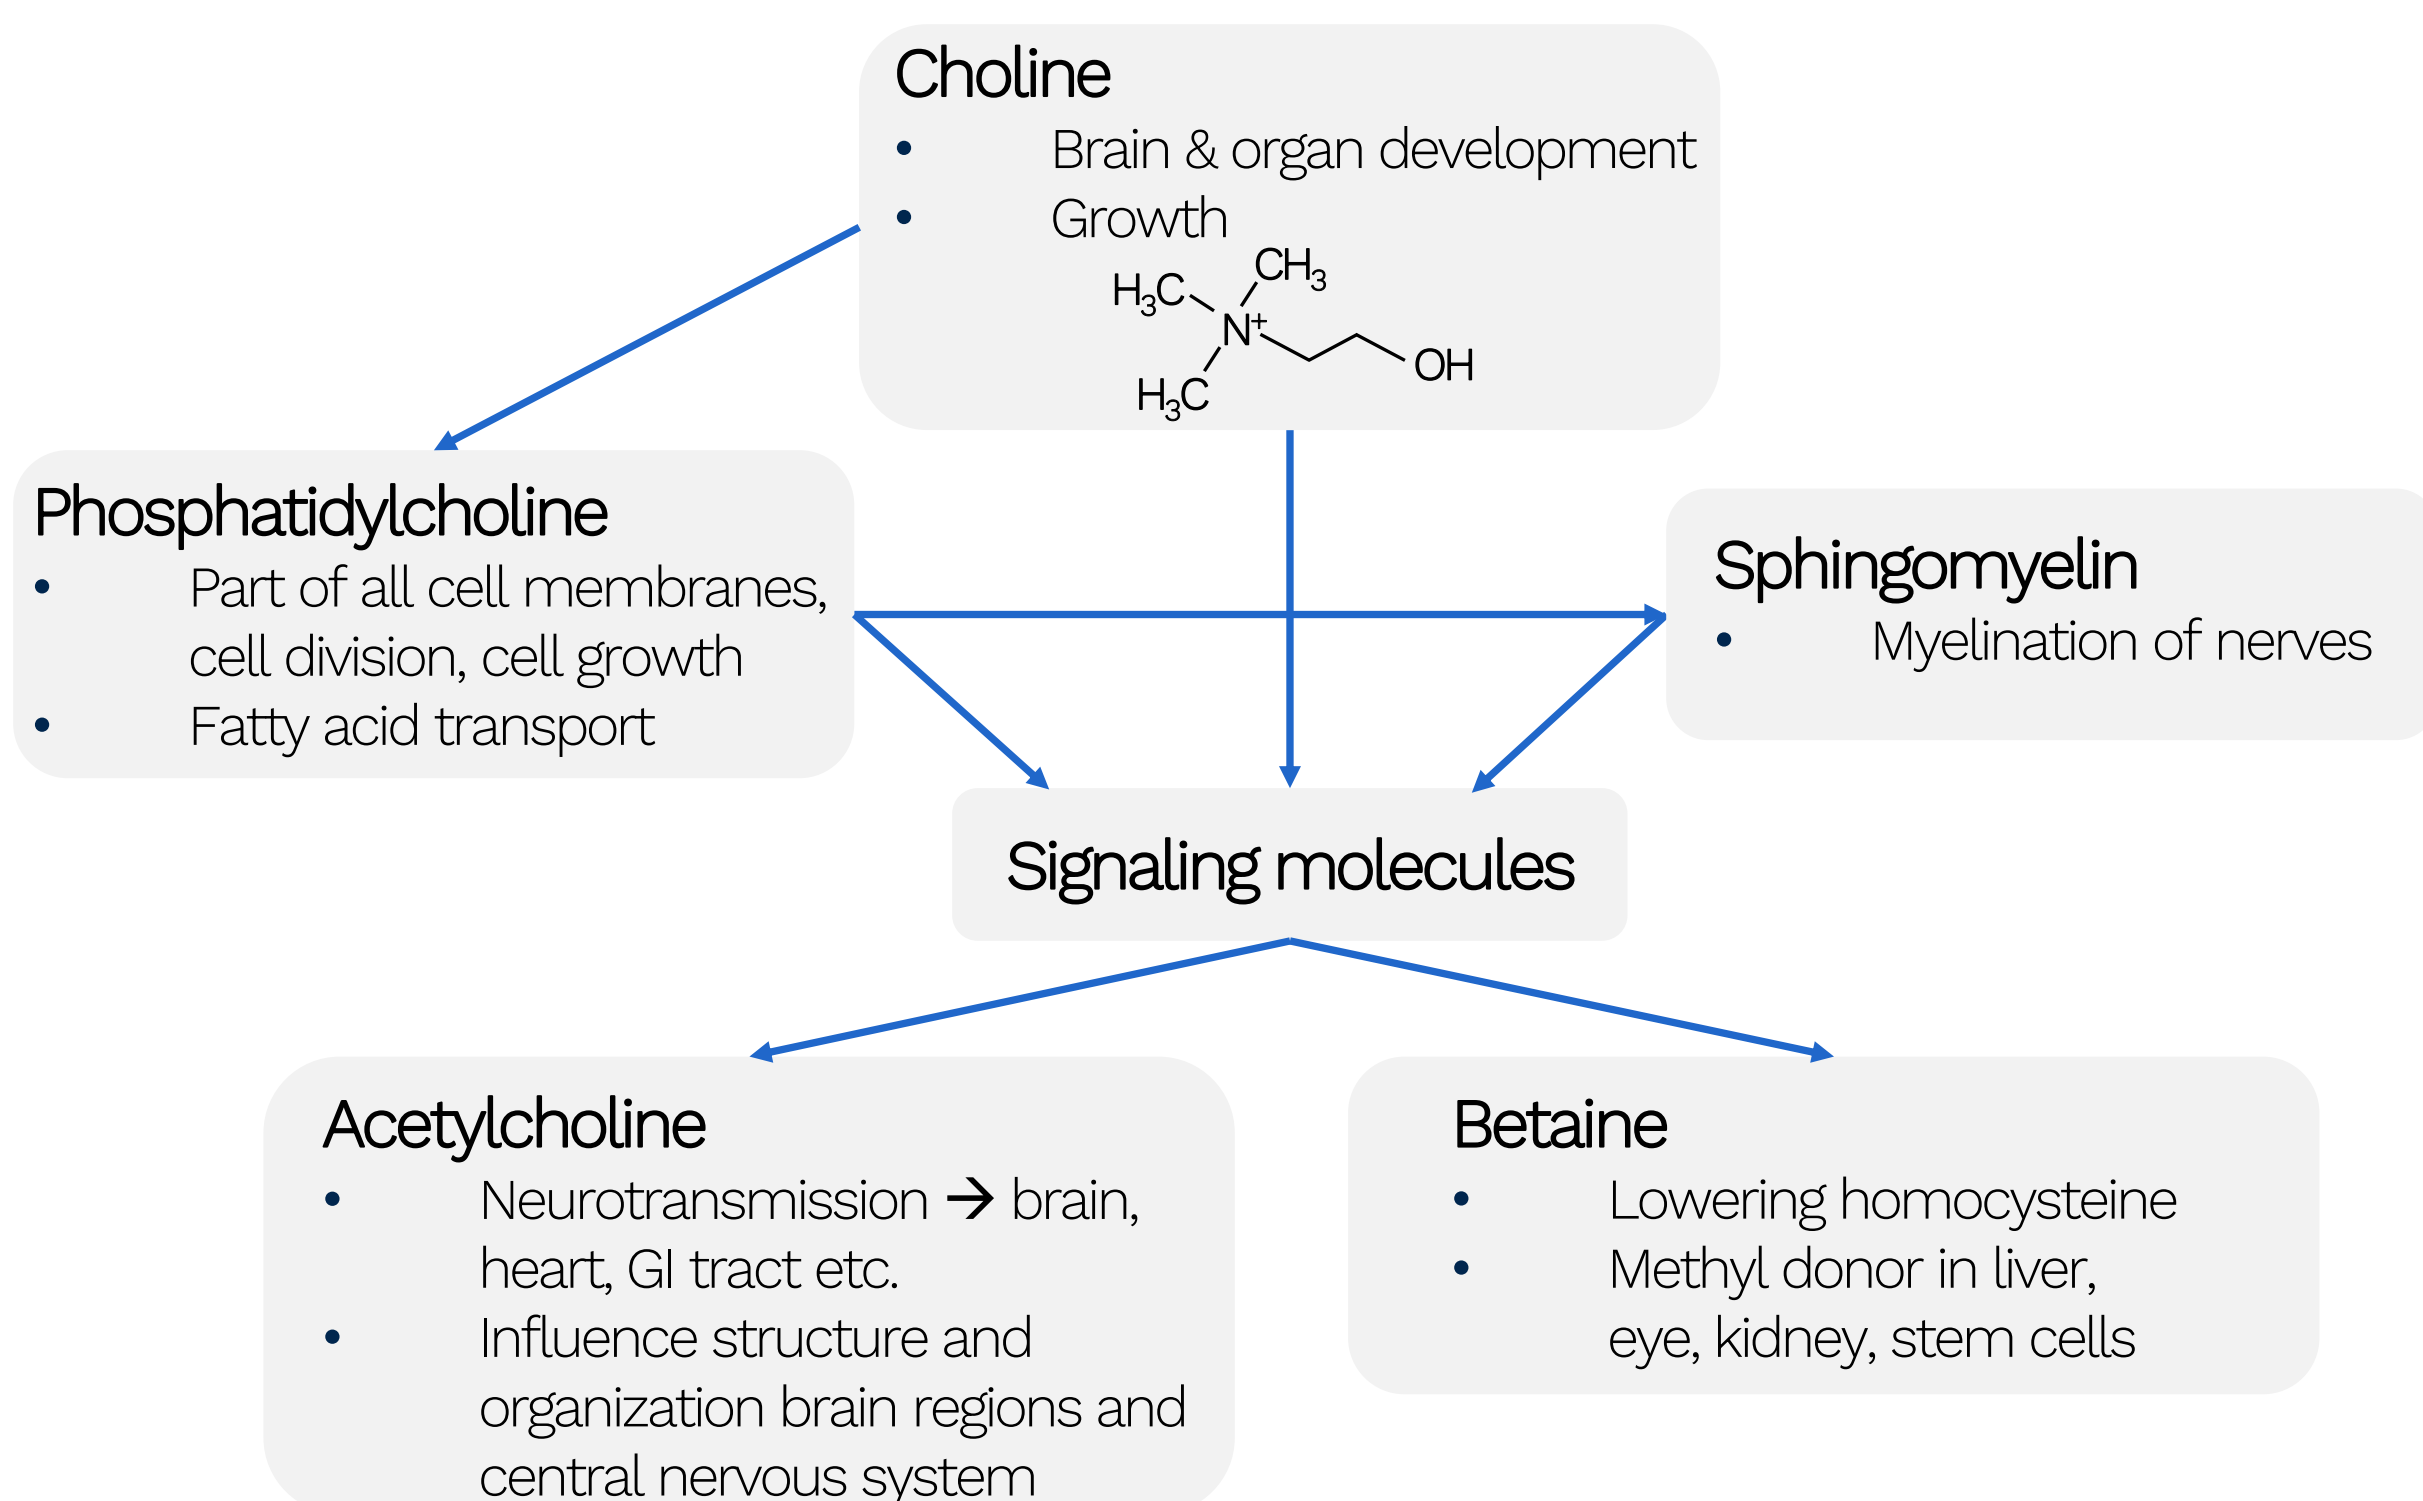 Choline
• Brain & organ development
• Growth
CH3
H3C
N+
OH
H3C
Phosphatidylcholine
• Part of all cell membranes,
cell division, cell growth
• Fatty acid transport
Sphingomyelin
• Myelination of nerves
Signaling molecules
Acetylcholine
• Neurotransmission → brain,
heart, GI tract etc.
• Influence structure and
organization brain regions and
central nervous system
Betaine
• Lowering homocysteine
• Methyl donor in liver,
eye, kidney, stem cells